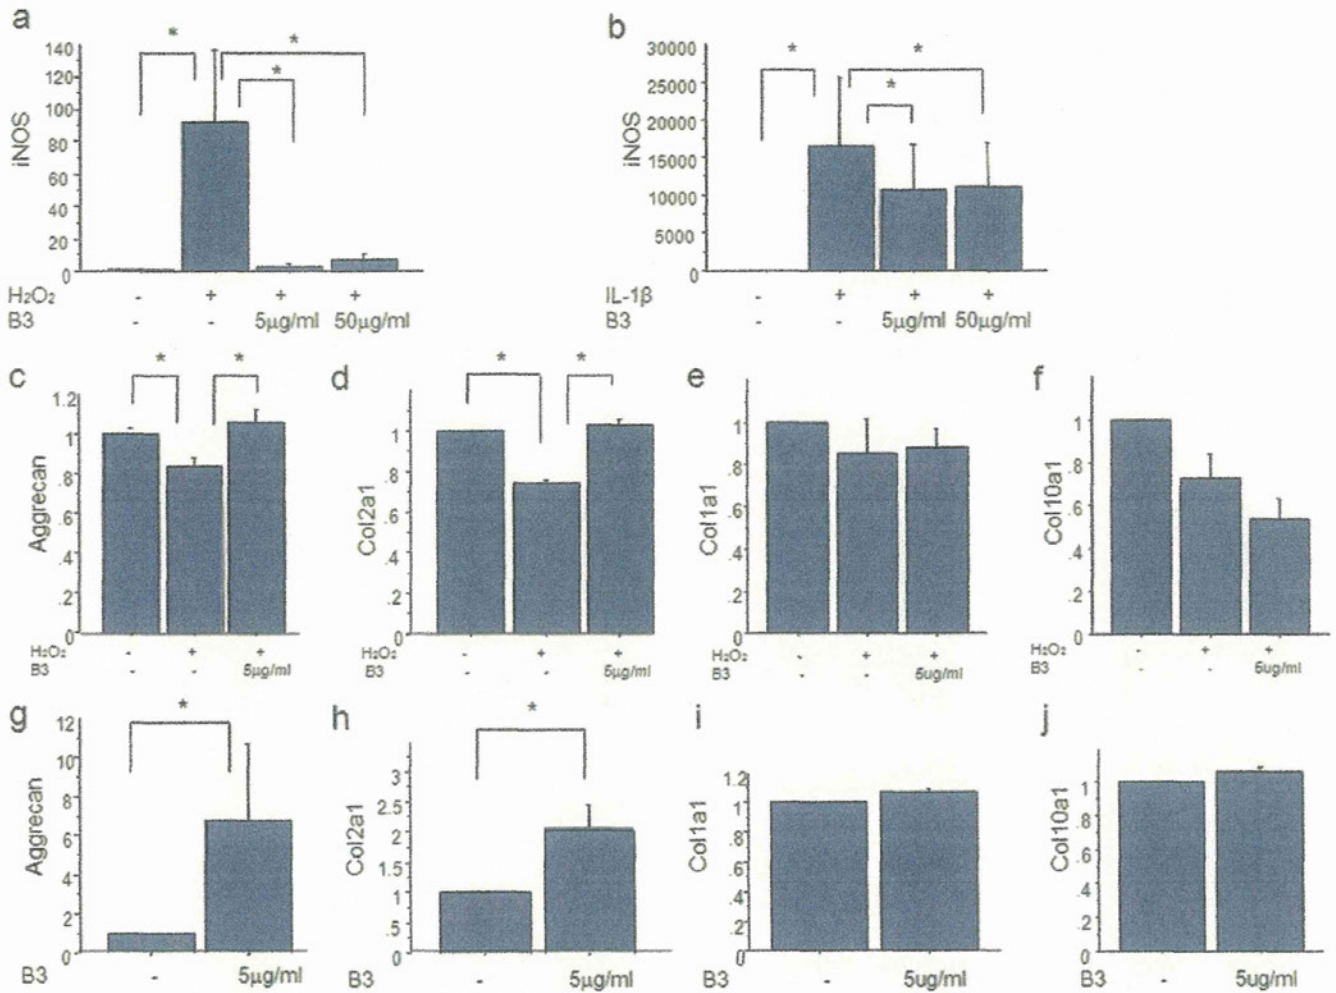 a
*
*
*
iNOS
140
120
100
80
60
40
20
0
H2O2 - + + +
B3 - - 5μg/ml 50μg/ml
b
*
*
*
iNOS
30000
25000
20000
15000
10000
5000
0
IL-1β - + + +
B3 - - 5μg/ml 50μg/ml
c
* *
Aggrecan
1.2
1
.8
.6
.4
.2
0
H2O2 - + +
B3 - - 5μg/ml
d
* *
Col2a1
1
.8
.6
.4
.2
0
H2O2 - + +
B3 - - 5μg/ml
e
Col1a1
1
.8
.6
.4
.2
0
H2O2 - + +
B3 - - 5ug/ml
f
Col10a1
1
.8
.6
.4
.2
0
H2O2 - + +
B3 - - 5ug/ml
g
*
Aggrecan
12
10
8
6
4
2
0
B3 - 5μg/ml
h
*
Col2a1
3
2.5
2
1.5
1
.5
0
B3 - 5μg/ml
i
Col1a1
1.2
1
.8
.6
.4
.2
0
B3 - 5ug/ml
j
Col10a1
1
.8
.6
.4
.2
0
B3 - 5ug/ml